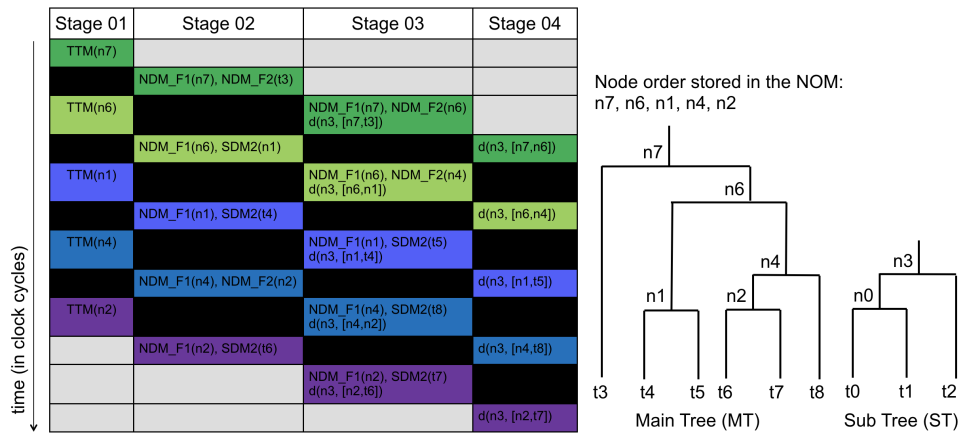 Stage 01 Stage 02 Stage 03 Stage 04
TTM(n7)
NDM_F1(n7), NDM_F2(t3)
TTM(n6) NDM_F1(n7), NDM_F2(n6)
d(n3, [n7,t3])
NDM_F1(n6), SDM2(n1) d(n3, [n7,n6])
TTM(n1) NDM_F1(n6), NDM_F2(n4)
d(n3, [n6,n1])
NDM_F1(n1), SDM2(t4) d(n3, [n6,n4])
TTM(n4) NDM_F1(n1), SDM2(t5)
d(n3, [n1,t4])
NDM_F1(n4), NDM_F2(n2) d(n3, [n1,t5])
TTM(n2) NDM_F1(n4), SDM2(t8)
d(n3, [n4,n2])
NDM_F1(n2), SDM2(t6) d(n3, [n4,t8])
NDM_F1(n2), SDM2(t7)
d(n3, [n2,t6])
d(n3, [n2,t7])
time (in clock cycles)
Node order stored in the NOM:
n7, n6, n1, n4, n2
n7
n6
n4
n1 n2
t3 t4 t5 t6 t7 t8
Main Tree (MT)
n3
n0
t0 t1 t2
Sub Tree (ST)